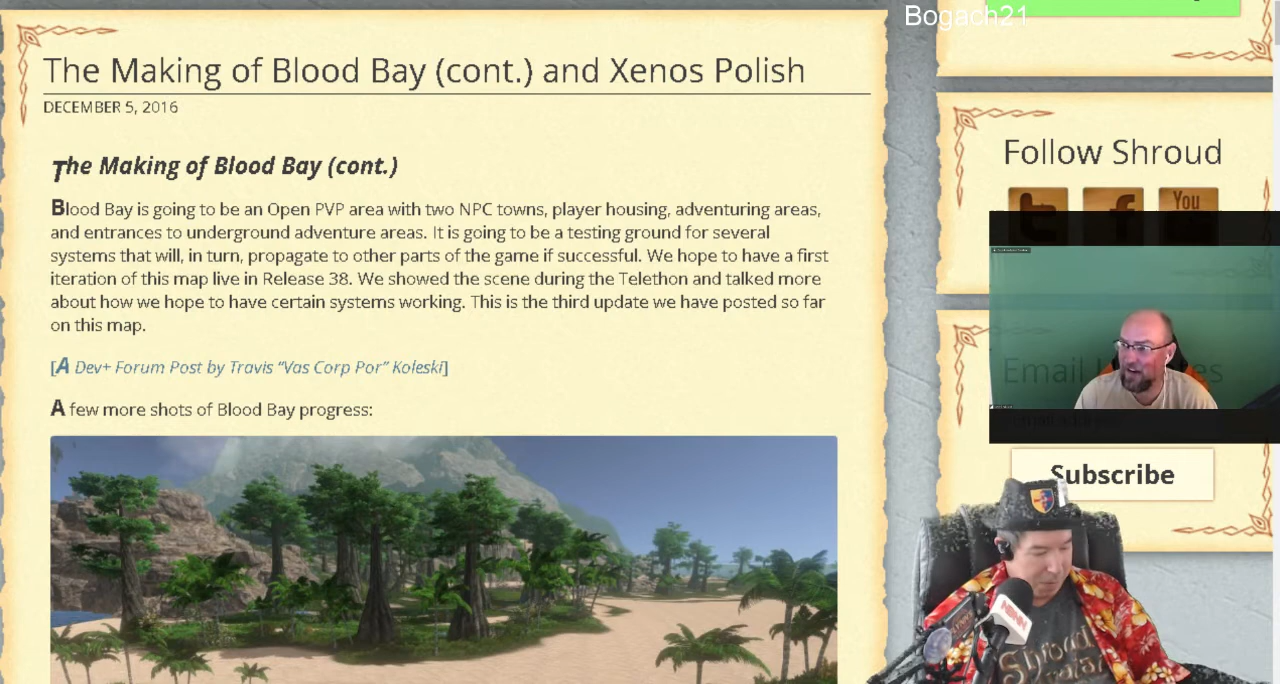 Bogach21
The Making of Blood Bay (cont.) and Xenos Polish
DECEMBER 5, 2016
The Making of Blood Bay (cont.)
Blood Bay is going to be an Open PVP area with two NPC towns, player housing, adventuring areas,
and entrances to underground adventure areas. It is going to be a testing ground for several
systems that will, in turn, propagate to other parts of the game if successful. We hope to have a first
iteration of this map live in Release 38. We showed the scene during the Telethon and talked more
about how we hope to have certain systems working. This is the third update we have posted so far
on this map.
[A Dev+ Forum Post by Travis “Vas Corp Por” Koleski]
A few more shots of Blood Bay progress:
Follow Shroud
You
Email
Subscribe
Shroud